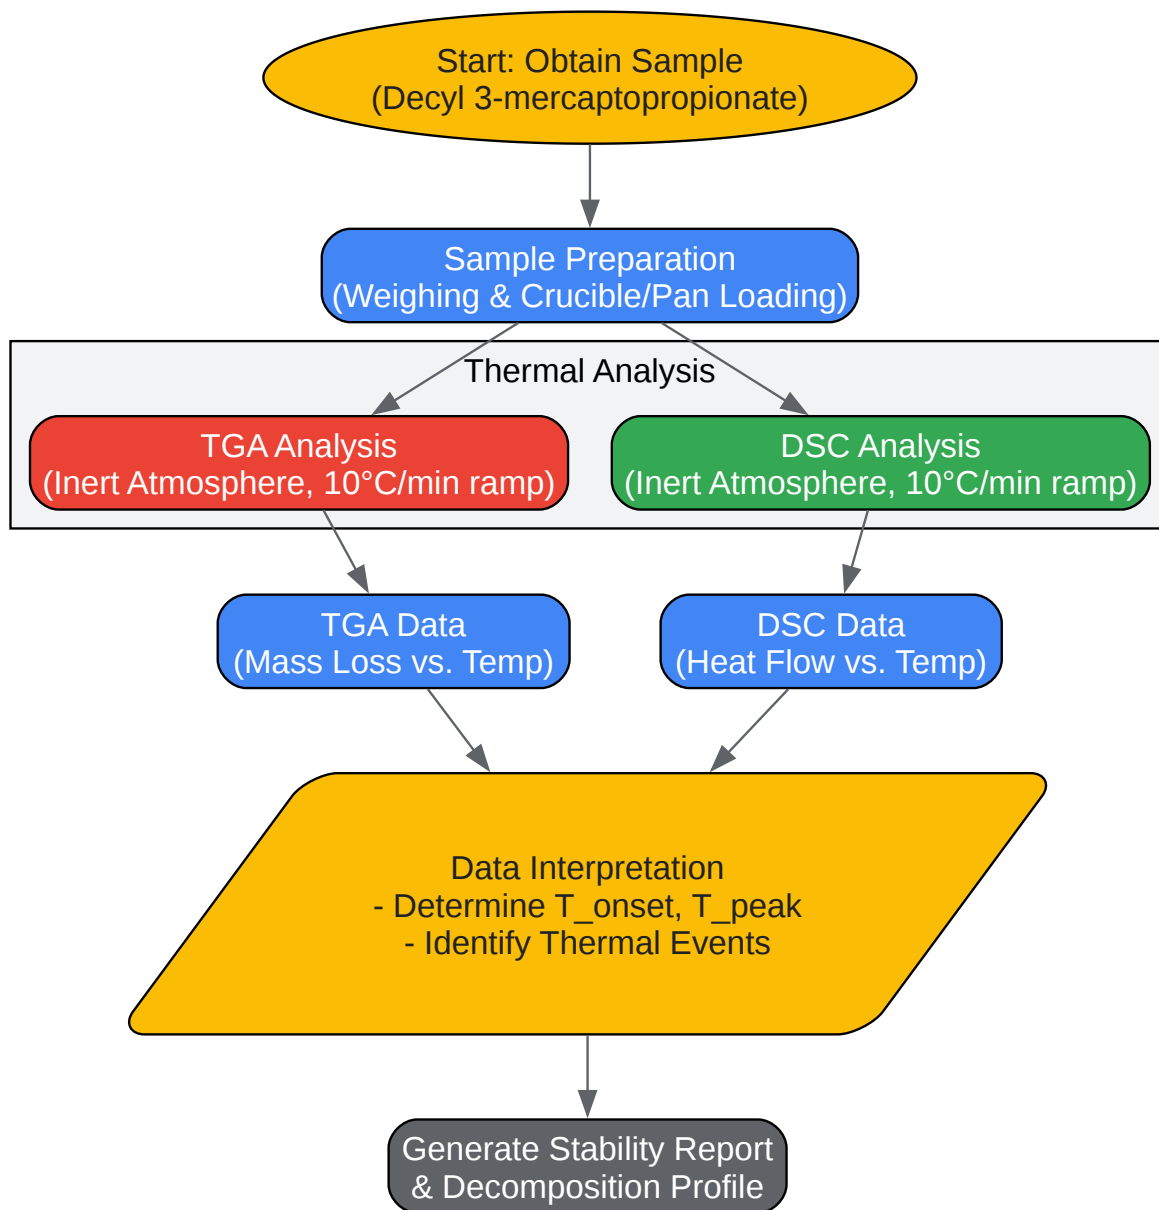 Start: Obtain Sample
(Decyl 3-mercaptopropionate)
Sample Preparation
(Weighing & Crucible/Pan Loading)
Thermal Analysis
TGA Analysis
(Inert Atmosphere, 10°C/min ramp)
DSC Analysis
(Inert Atmosphere, 10°C/min ramp)
TGA Data
(Mass Loss vs. Temp)
DSC Data
(Heat Flow vs. Temp)
Data Interpretation
- Determine T_onset, T_peak
- Identify Thermal Events
Generate Stability Report
& Decomposition Profile